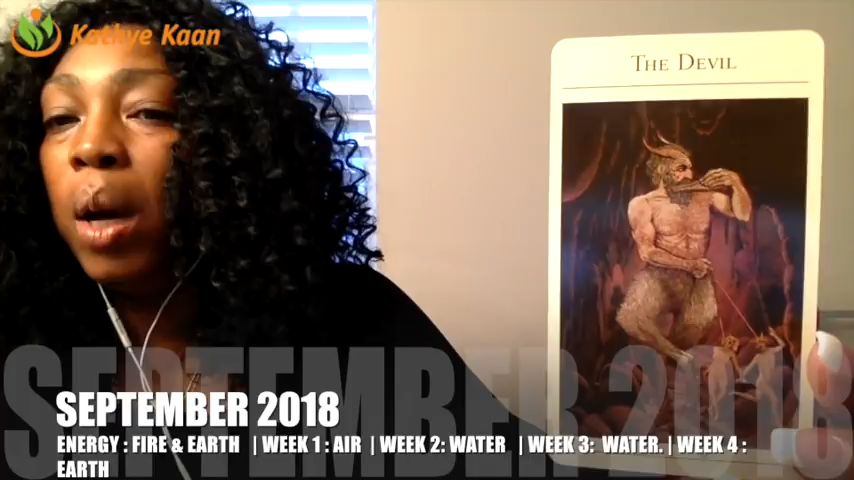 Kathye Kaan
THE DEVIL
SEPTEMBER 2018
SEPTEMBER 2018
ENERGY : FIRE & EARTH | WEEK 1 : AIR | WEEK 2: WATER | WEEK 3: WATER. | WEEK 4 :
EARTH